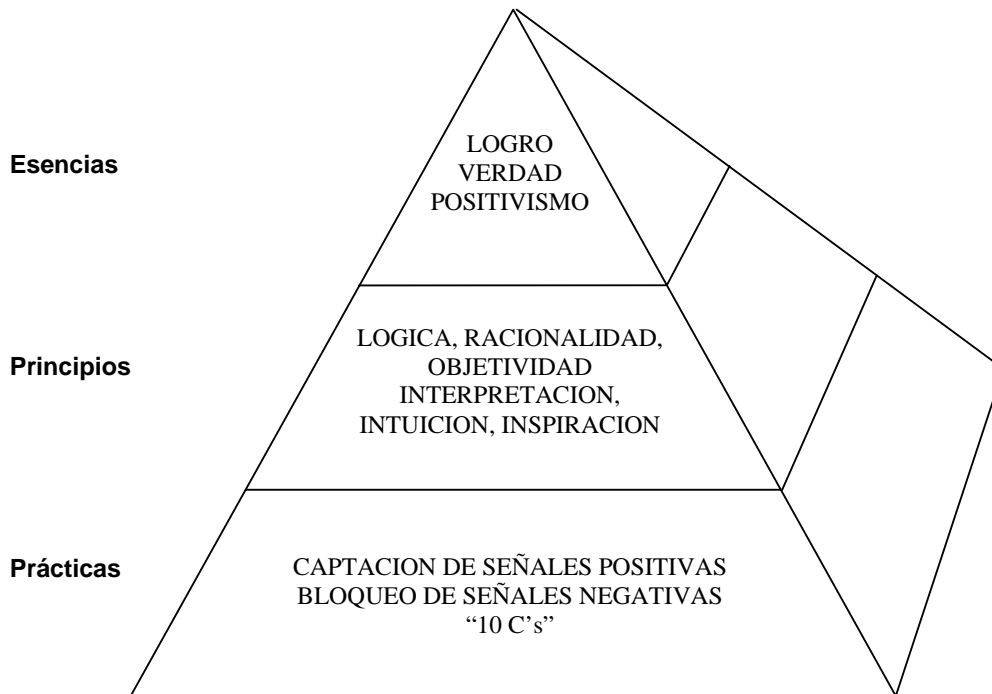 Esencias
LOGRO
VERDAD
POSITIVISMO
Principios
LOGICA, RACIONALIDAD,
OBJETIVIDAD
INTERPRETACION,
INTUICION, INSPIRACION
Prácticas
CAPTACION DE SEÑALES POSITIVAS
BLOQUEO DE SEÑALES NEGATIVAS
“10 C’s”